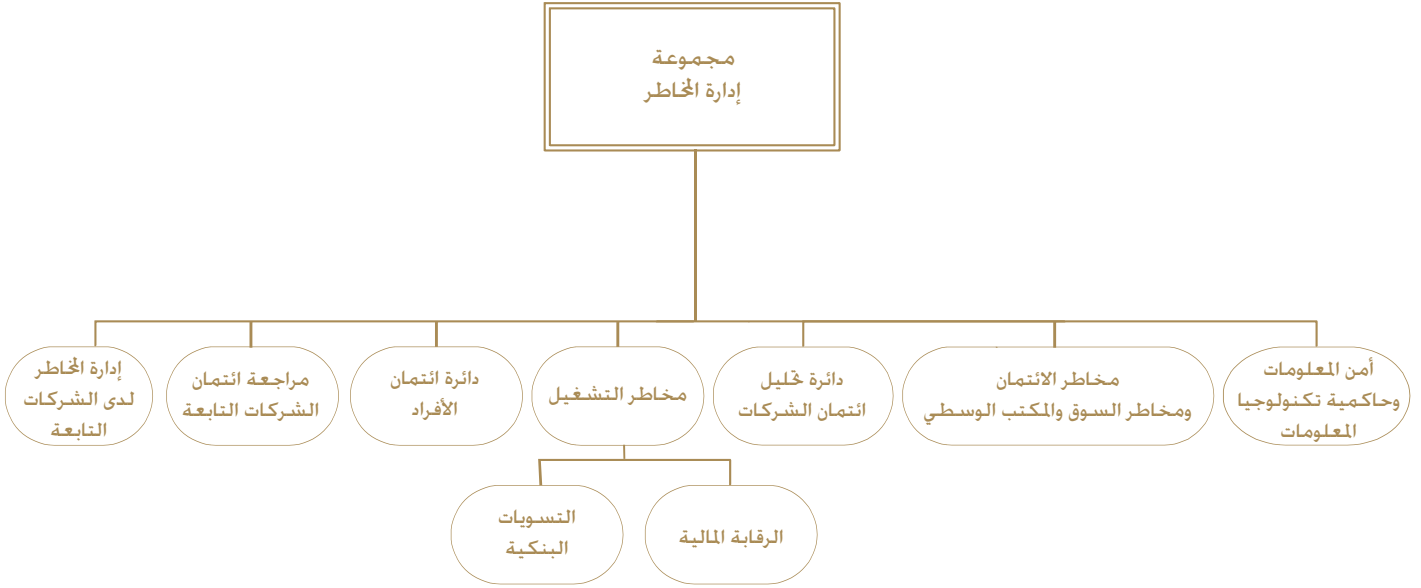 مجموعة
إدارة المخاطر
أمن المعلومات
وحاكمية تكنولوجيا
المعلومات
مخاطر الائتمان
ومخاطر السوق والمكتب الوسطي
دائرة تحليل
ائتمان الشركات
مخاطر التشغيل
دائرة ائتمان
الأفراد
مراجعة ائتمان
الشركات التابعة
إدارة المخاطر
لدى الشركات
التابعة
الرقابة المالية
التسويات
البنكية